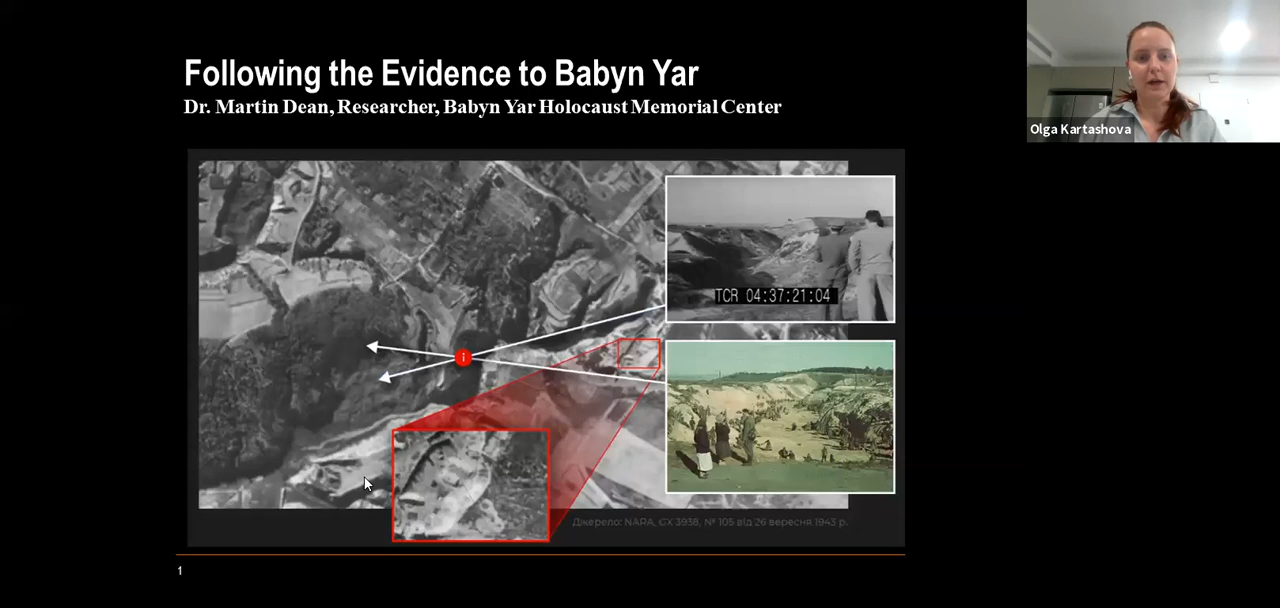 Following the Evidence to Babyn Yar
Dr. Martin Dean, Researcher, Babyn Yar Holocaust Memorial Center
Olga Kartashova
TCR 04:37:21:04
i
Джерело: NAPA, GX 3938, № 105 від 26 вересня 1943 р.
1